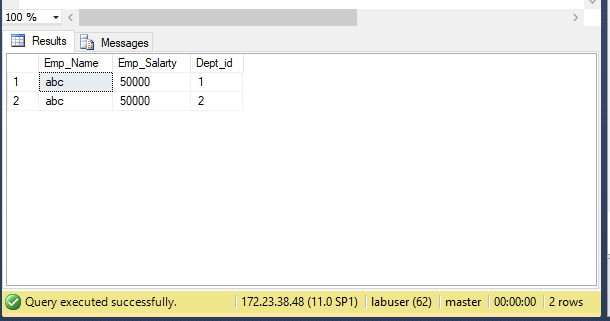 100 %
Results Messages
Emp_Name Emp_Salarty Dept_id
1 abc 50000 1
2 abc 50000 2
Query executed successfully. 172.23.38.48 (11.0 SP1) labuser (62) master 00:00:00 2 rows